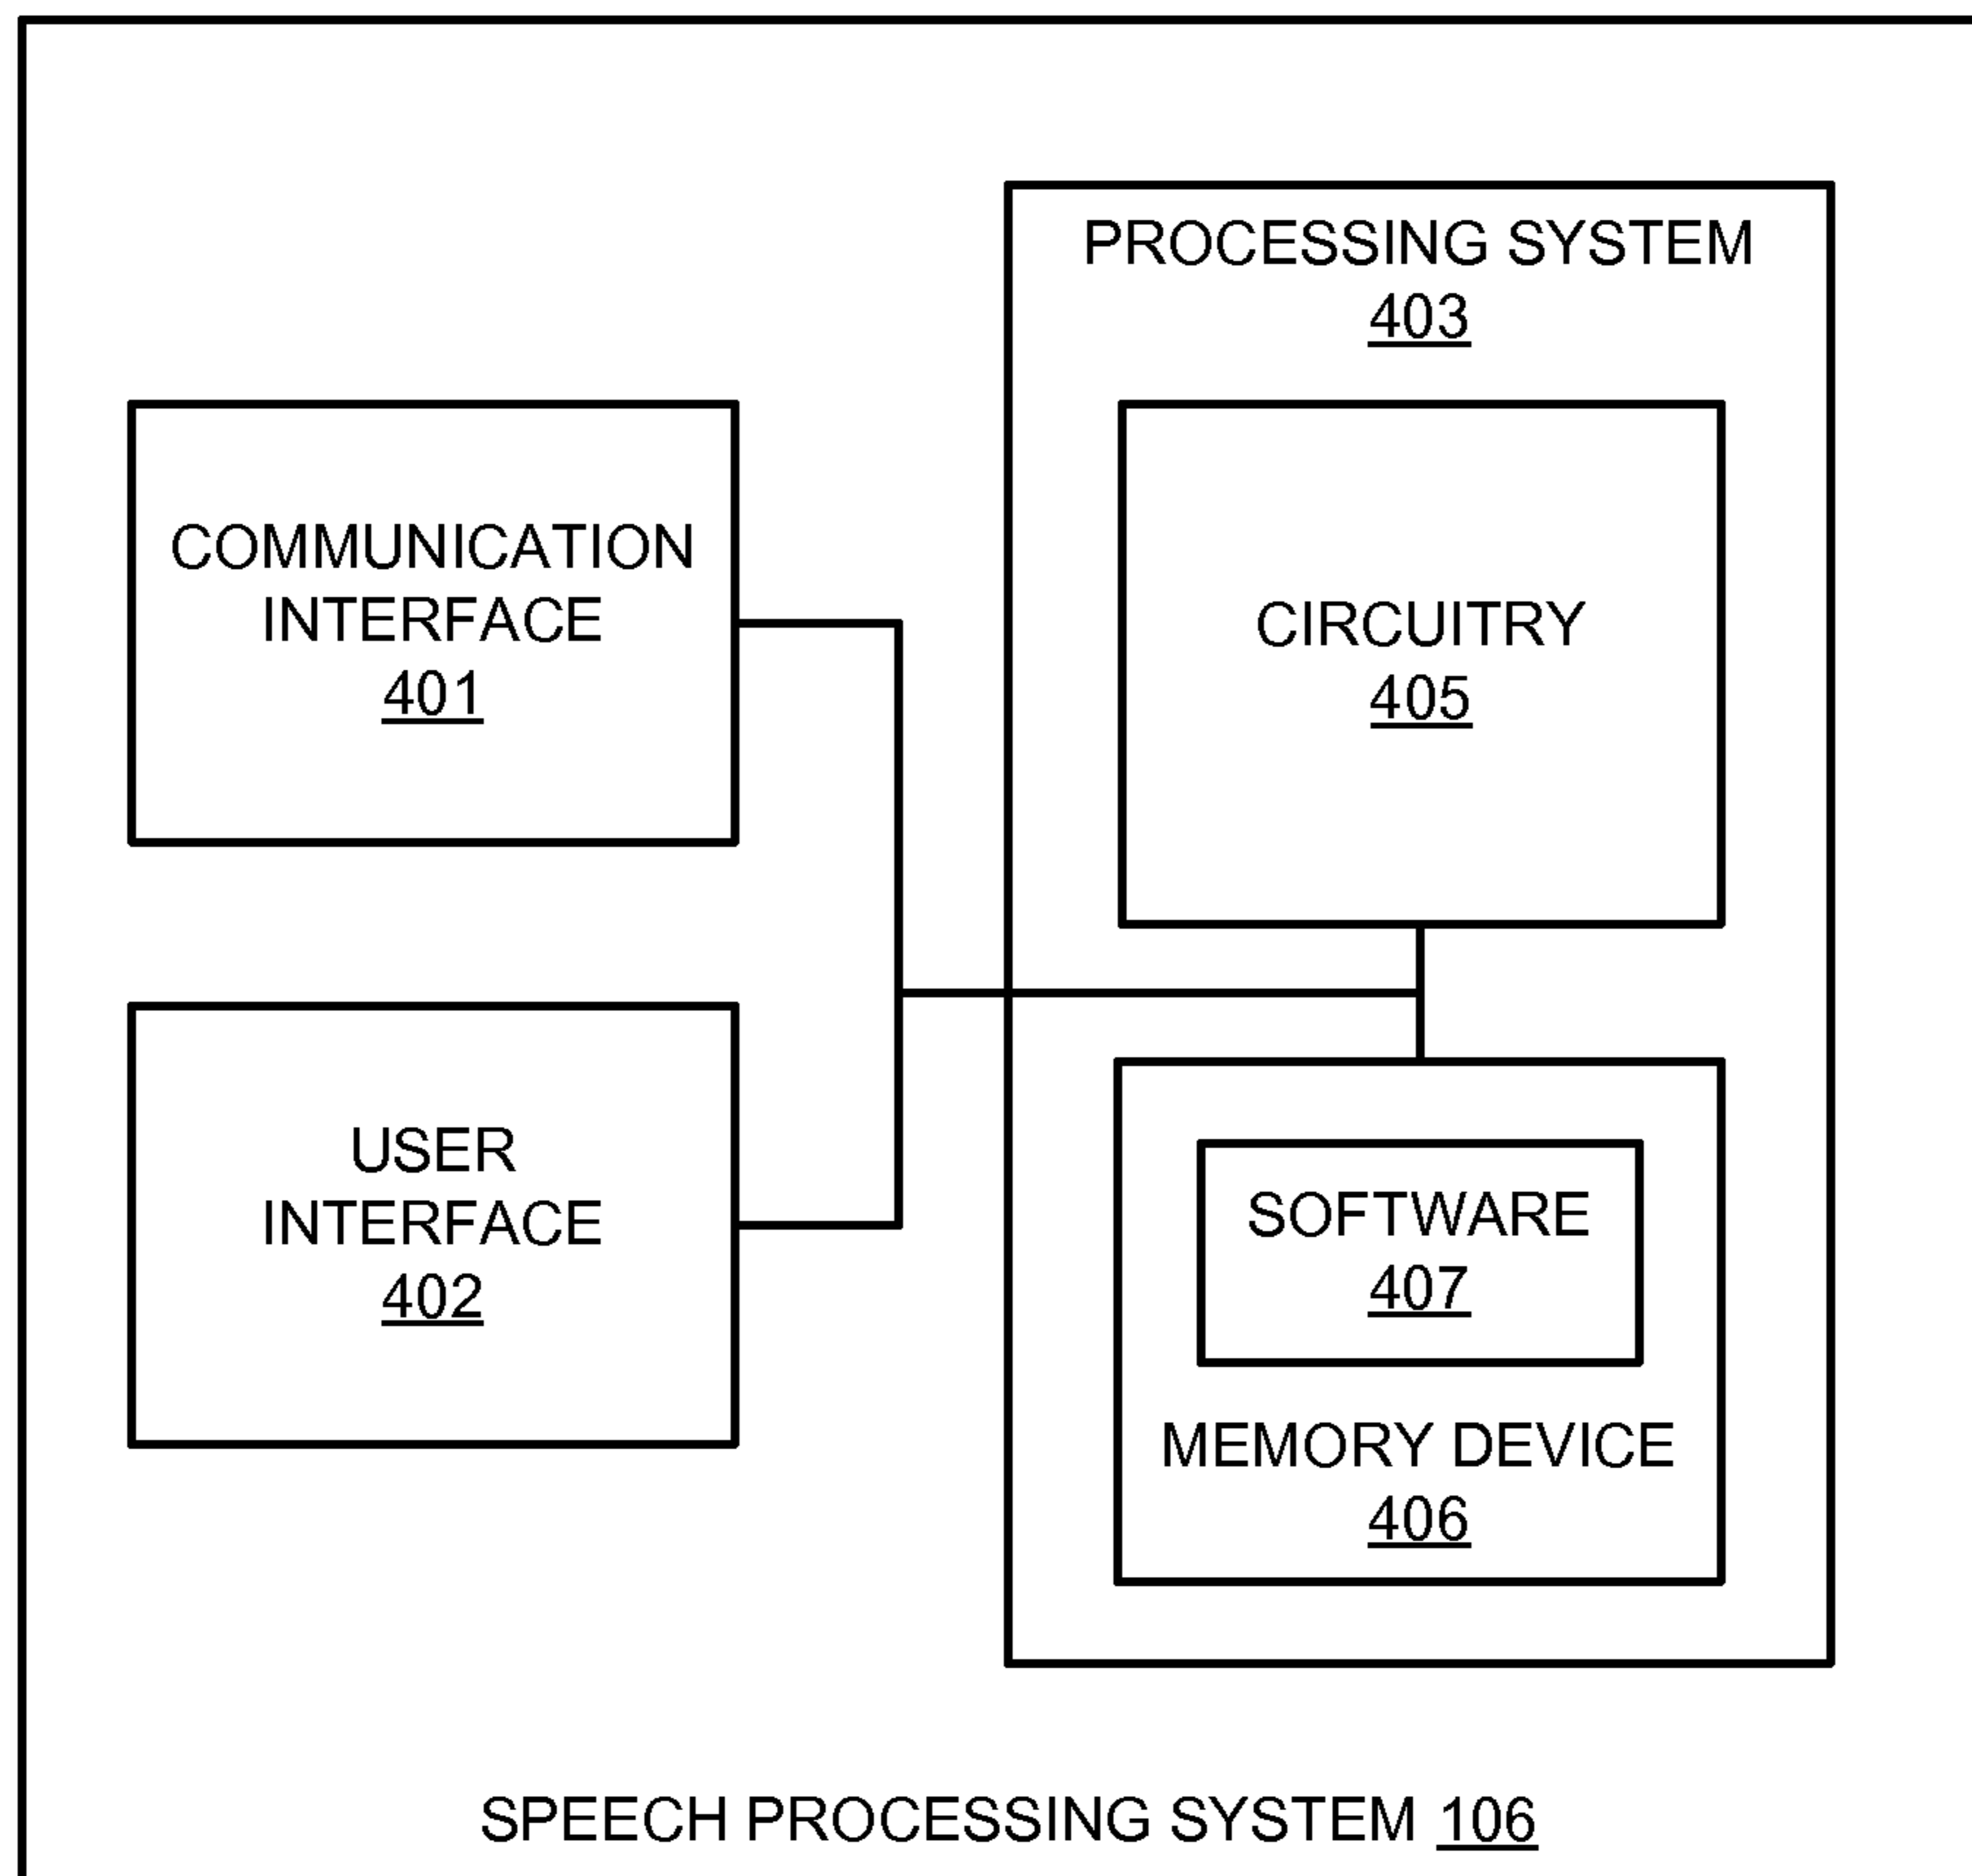 PROCESSING SYSTEM
403
COMMUNICATION
INTERFACE
401
CIRCUITRY
405
USER
INTERFACE
402
SOFTWARE
407
MEMORY DEVICE
406
SPEECH PROCESSING SYSTEM 106